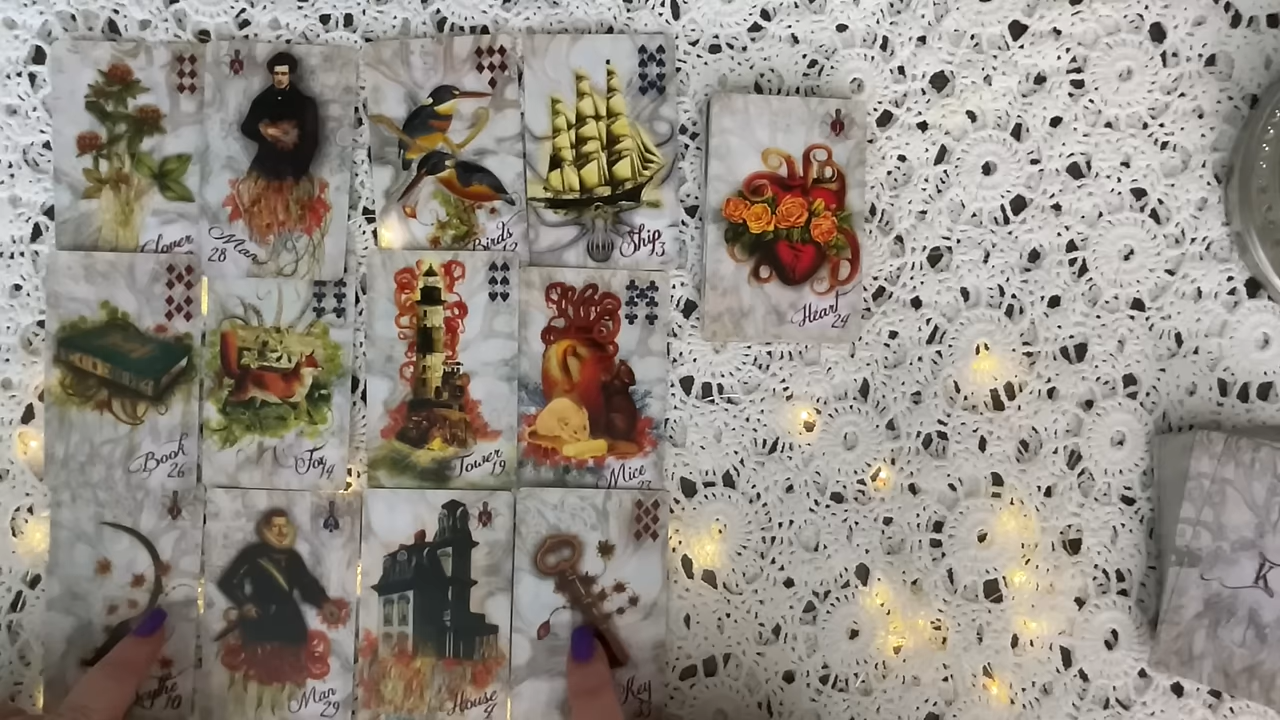 Clover
Man
28
Birds
12
Ship
3
Heart
24
Book
26
Fox
14
Tower
19
Mice
23
10
Man
29
House
4
Key
33
K